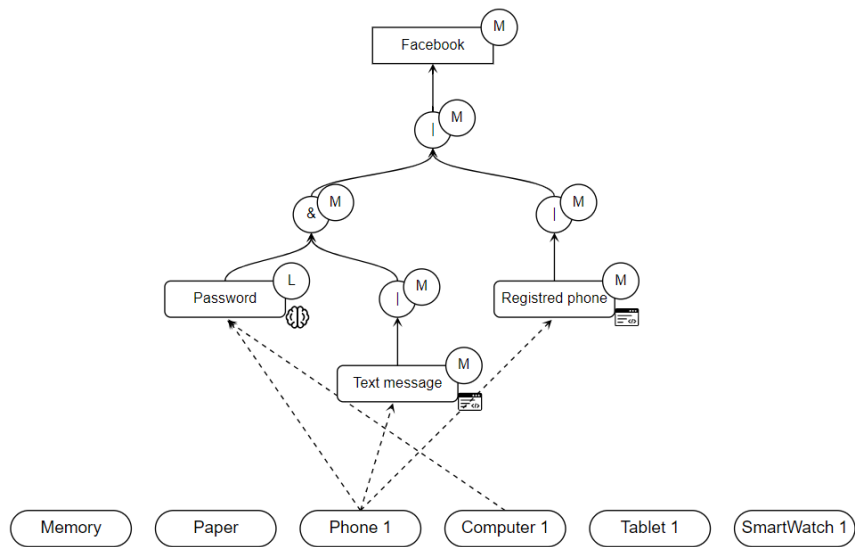 M
Facebook
M
|
M
&
M
|
L
M
M
Password
|
Registred phone
M
Text message
Memory
Paper
Phone 1
Computer 1
Tablet 1
SmartWatch 1